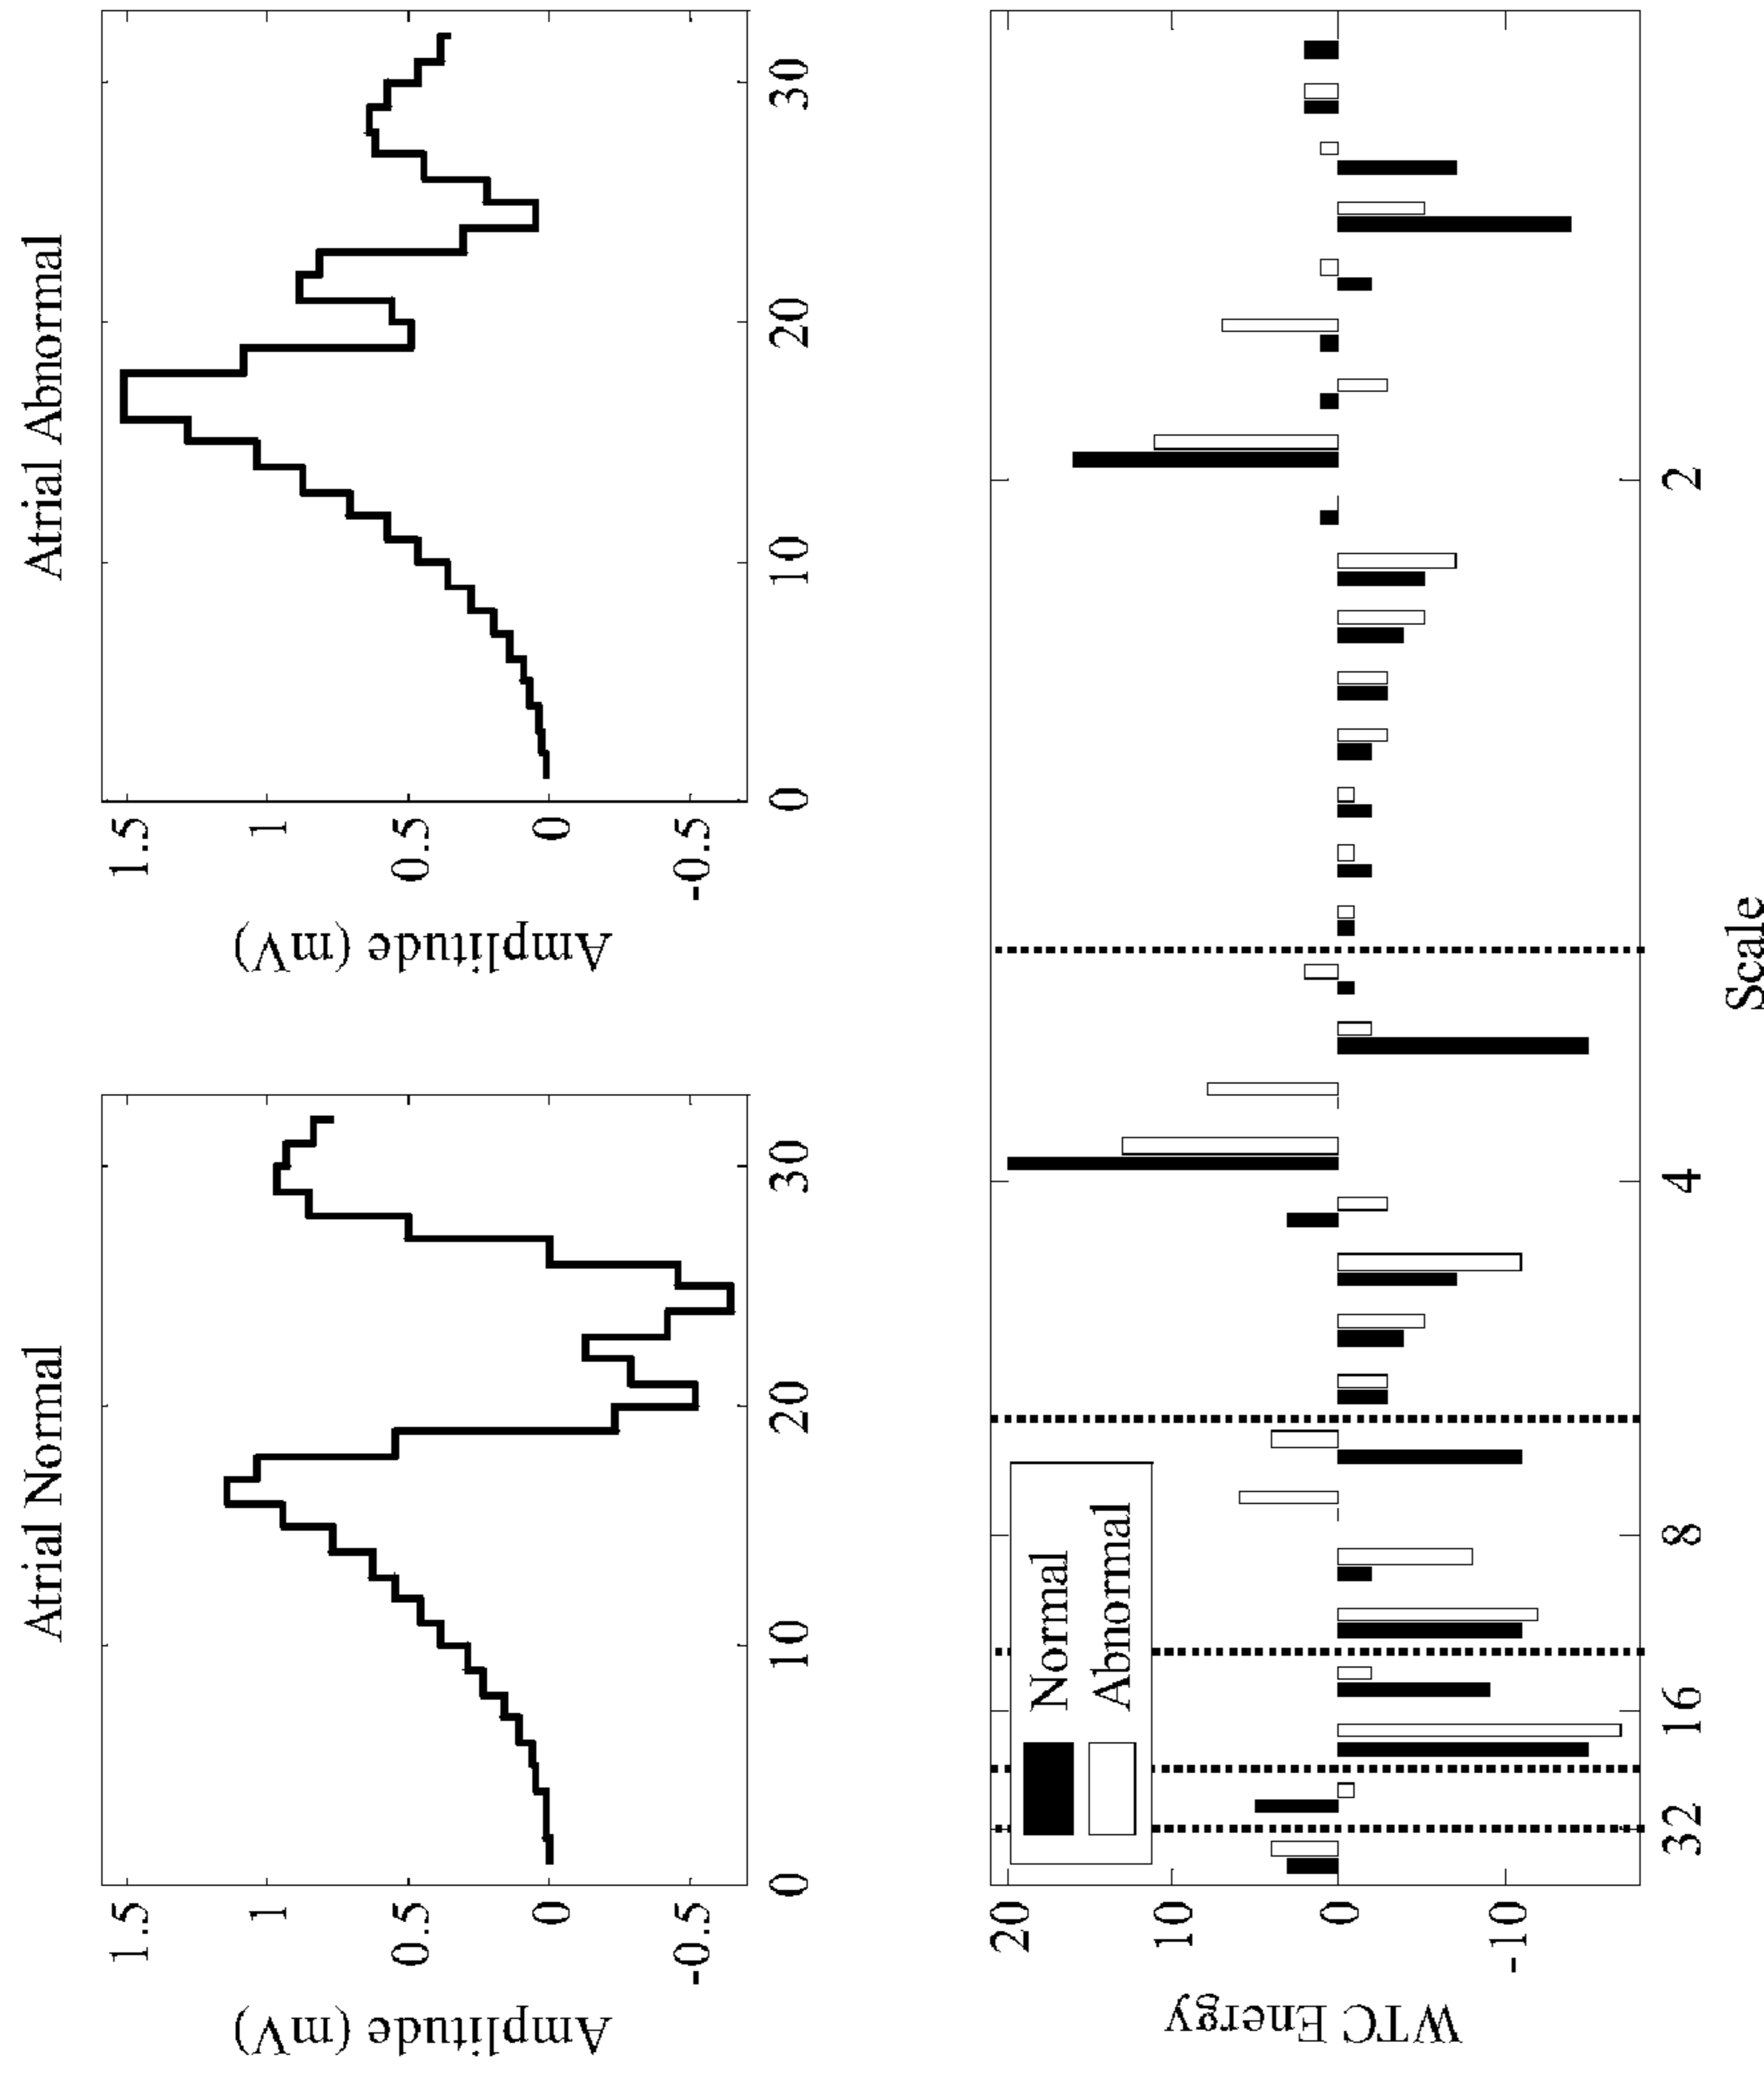 Atrial Normal
Amplitude (mV)
1.5
1
0.5
0
-0.5
0 10 20 30
Atrial Abnormal
Amplitude (mV)
1.5
1
0.5
0
-0.5
0 10 20 30
WTC Energy
20
10
0
-10
Normal
Abnormal
32 16 8 4 2
Scale